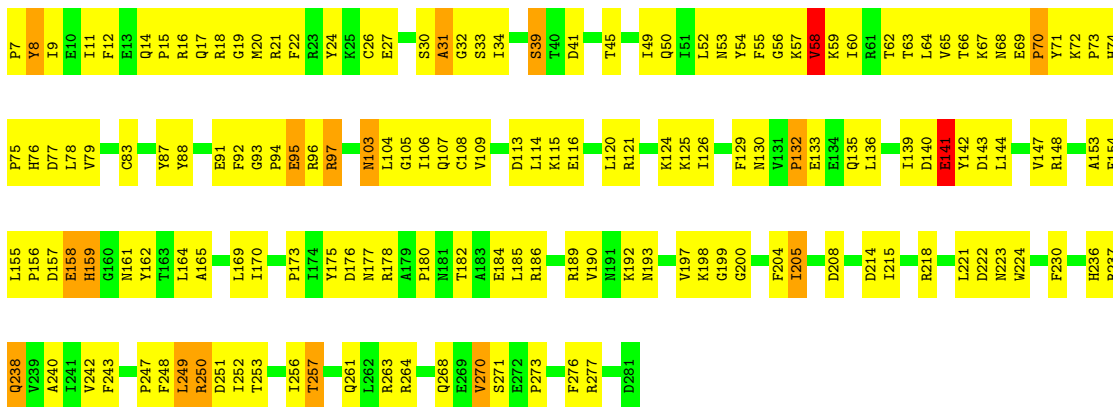 P7 Y8 I9 E10 I11 F12 E13 Q14 P15 R16 Q17 R18 G19 M20 R21 F22 R23 Y24 K25 C26 E27 S30 A31 G32 S33 I34 S39 T40 D41 T45 I49 Q50 I51 L52 N53 Y54 F55 G56 K57 V58 K59 I60 R61 T62 T63 L64 V65 T66 K67 N68 E69 P70 Y71 K72 P73 H74
P75 H76 D77 L78 V79 C83 Y87 Y88 E91 F92 G93 P94 E95 R96 R97 N103 L104 G105 I106 Q107 C108 V109 D113 L114 K115 E116 L120 R121 K124 K125 I126 F129 N130 V131 P132 E133 E134 Q135 L136 I139 D140 E141 Y142 D143 L144 V147 R148 A153
L155 P156 D157 E158 H159 G160 N161 Y162 T163 L164 A165 L169 I170 P173 I174 Y175 D176 N177 R178 A179 P180 N181 T182 A183 E184 L185 R186 R189 V190 N191 K192 N193 V197 K198 G199 G200 F204 I205 D208 D214 I215 R218 L221 D222 N223 W224 F230 H236 R237
Q238 V239 A240 I241 V242 F243 P247 F248 I249 R250 D251 I252 T253 I256 T257 Q261 L262 R263 R264 Q268 E269 V270 S271 E272 P273 F276 R277 D281